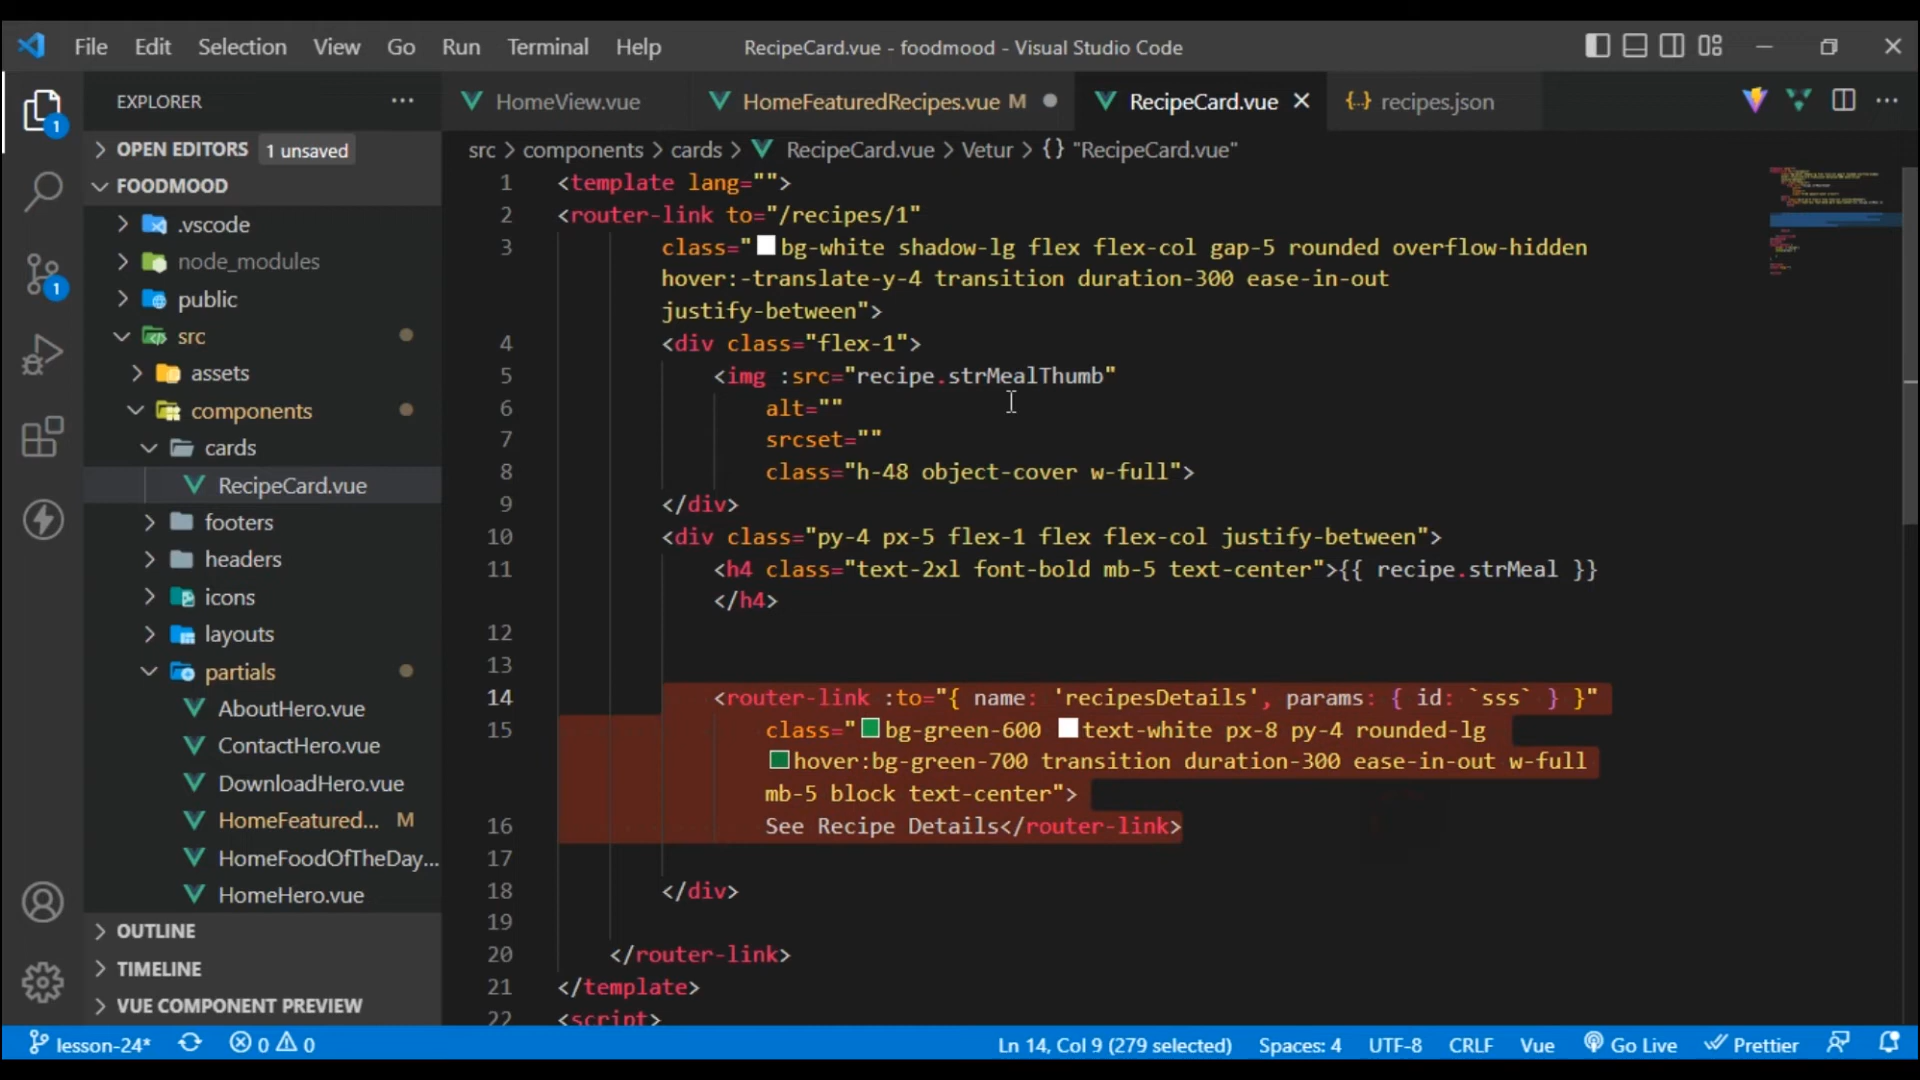 File Edit Selection View Go Run Terminal Help RecipeCard.vue - foodmood - Visual Studio Code
EXPLORER ··· HomeView.vue HomeFeaturedRecipes.vue M RecipeCard.vue recipes.json ···
OPEN EDITORS 1 unsaved
src > components > cards > RecipeCard.vue > Vetur > {} "RecipeCard.vue"
FOODMOOD
.vscode
node_modules
public
src
assets
components
cards
RecipeCard.vue
footers
headers
icons
layouts
partials
AboutHero.vue
ContactHero.vue
DownloadHero.vue
HomeFeatured... M
HomeFoodOfTheDay...
HomeHero.vue
OUTLINE
TIMELINE
VUE COMPONENT PREVIEW
1
1
1 <template lang="">
2 <router-link to="/recipes/1"
3 class="bg-white shadow-lg flex flex-col gap-5 rounded overflow-hidden
hover:-translate-y-4 transition duration-300 ease-in-out
justify-between">
4 <div class="flex-1">
5 <img :src="recipe.strMealThumb"
6 alt=""
7 srcset=""
8 class="h-48 object-cover w-full">
9 </div>
10 <div class="py-4 px-5 flex-1 flex flex-col justify-between">
11 <h4 class="text-2xl font-bold mb-5 text-center">{{ recipe.strMeal }}
</h4>
12
13
14 <router-link :to="{ name: 'recipesDetails', params: { id: `sss` } }"
15 class="bg-green-600 text-white px-8 py-4 rounded-lg
hover:bg-green-700 transition duration-300 ease-in-out w-full
mb-5 block text-center">
16 See Recipe Details</router-link>
17
18 </div>
19
20 </router-link>
21 </template>
22 <script>
lesson-24* 0 0 Ln 14, Col 9 (279 selected) Spaces: 4 UTF-8 CRLF Vue Go Live Prettier